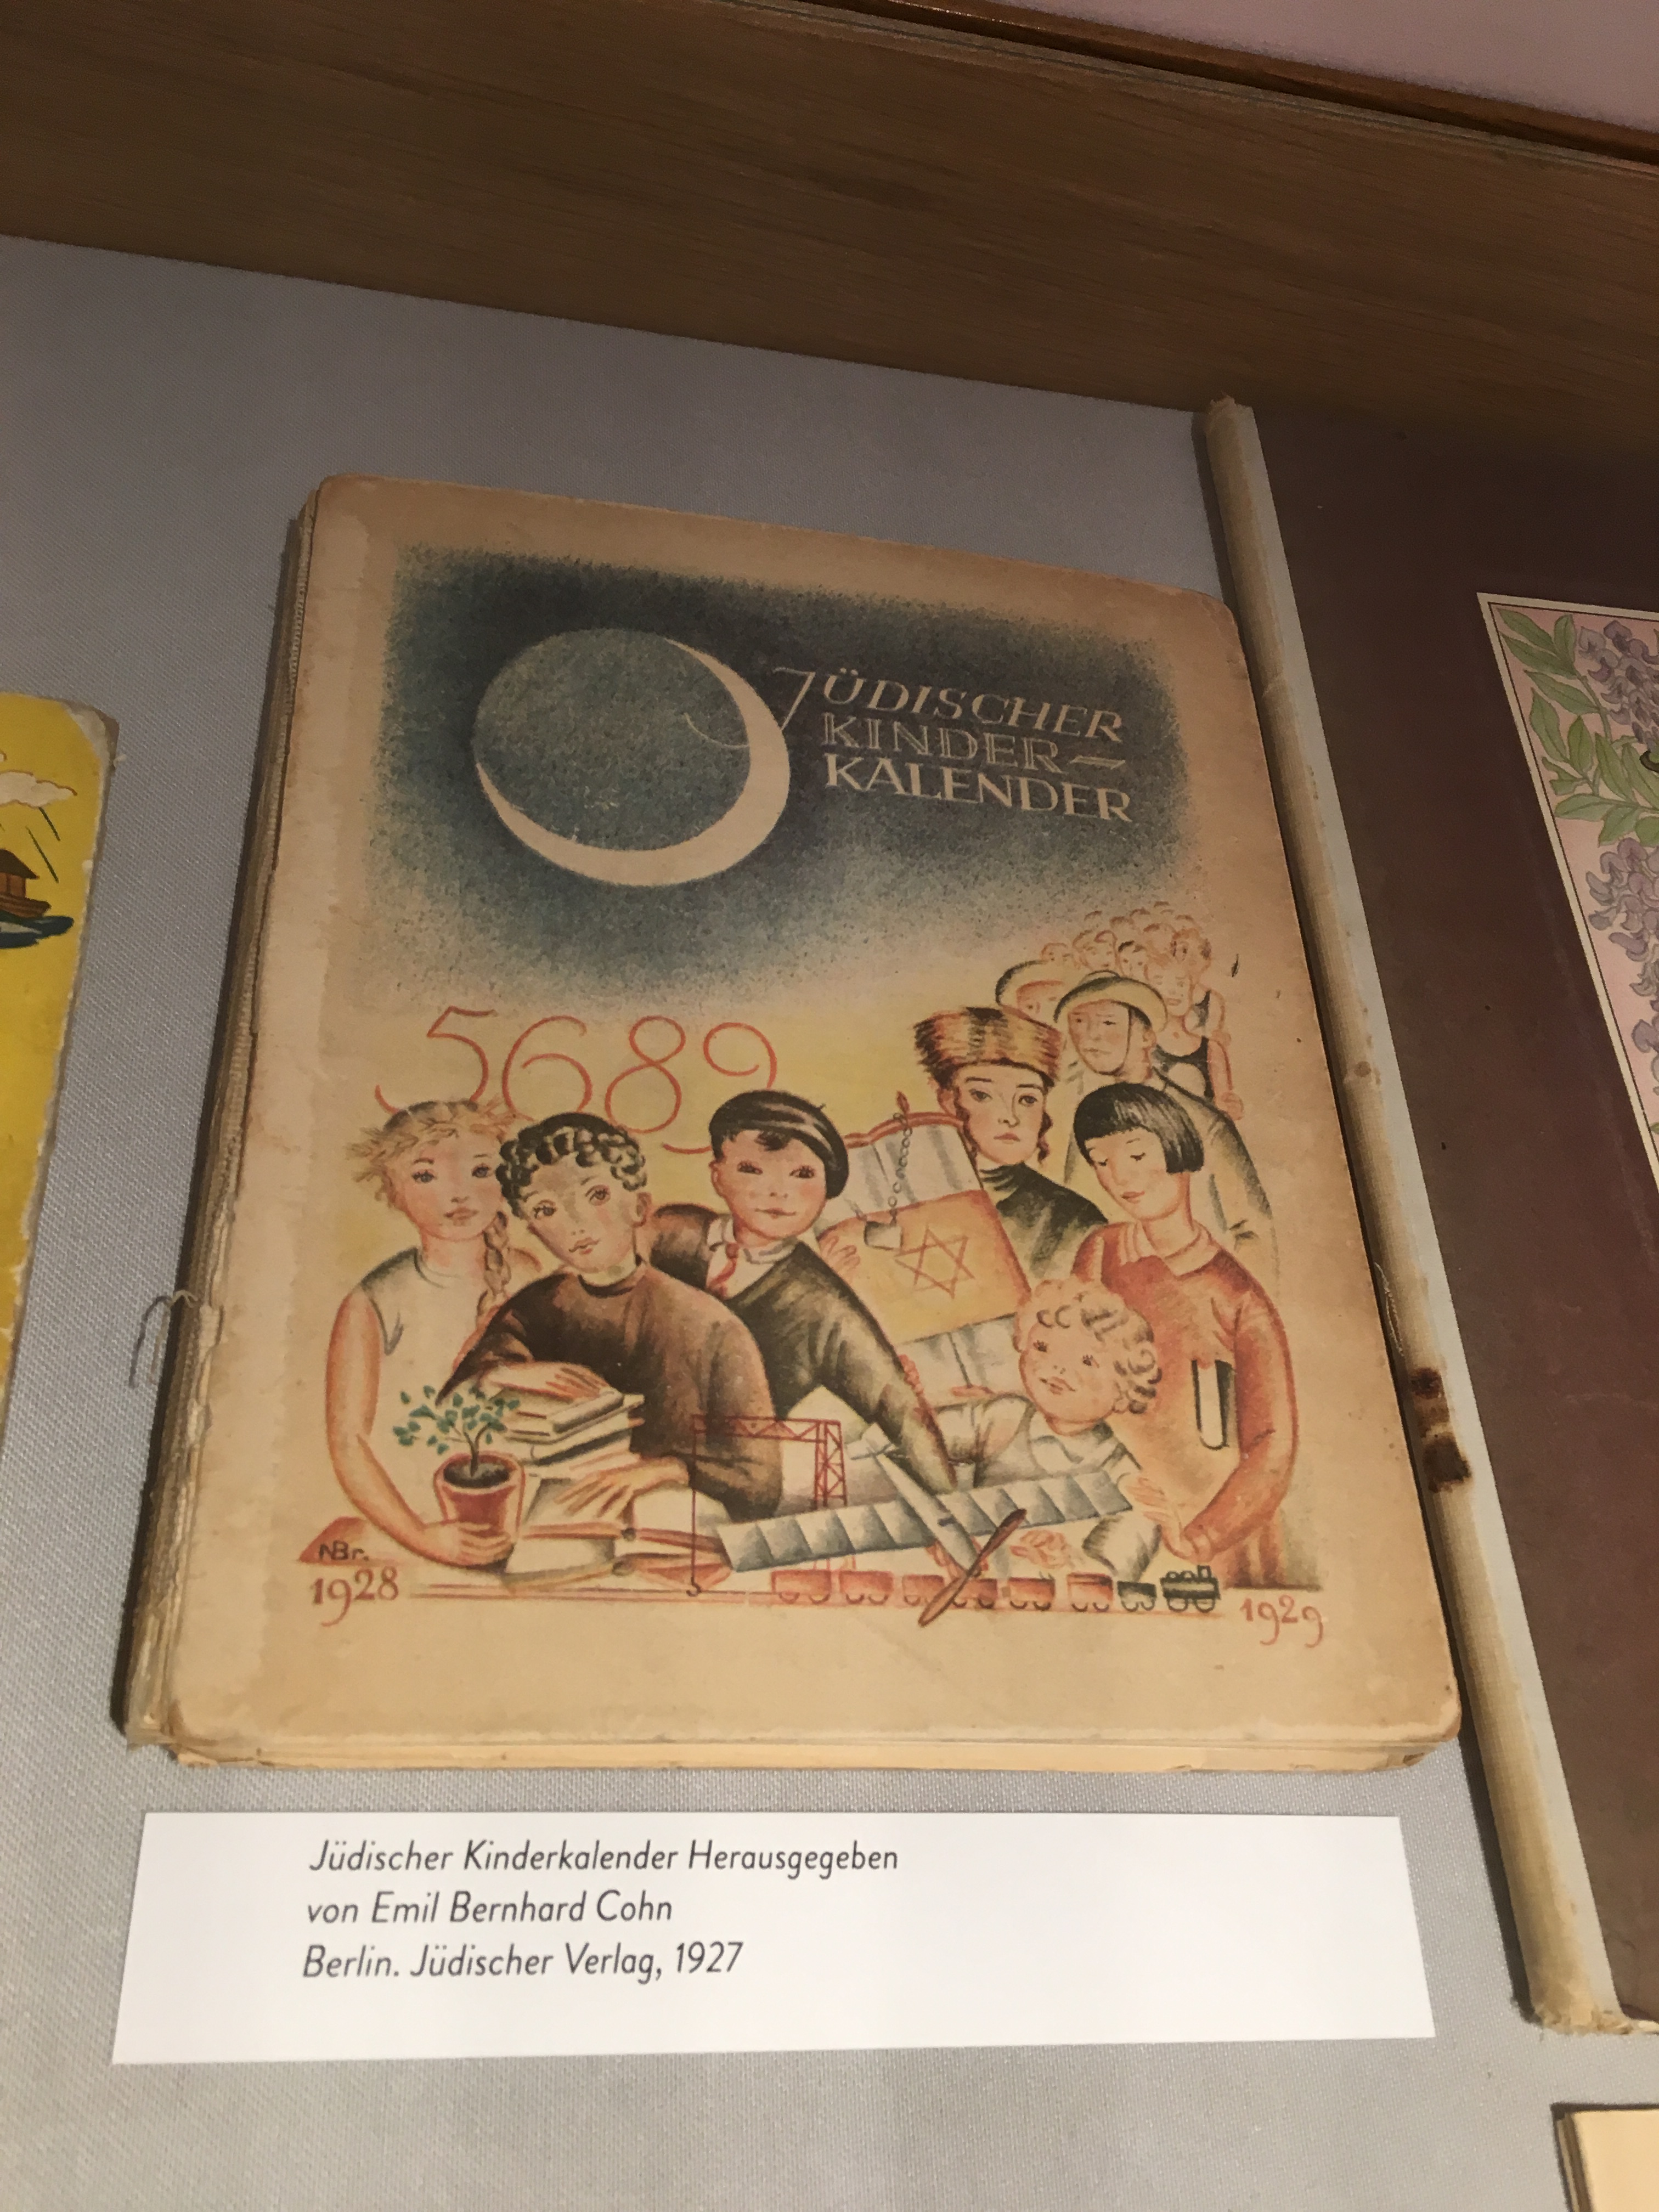 JÜDISCHER
KINDER-
KALENDER
5689
NBr.
1928
1929
Jüdischer Kinderkalender Herausgegeben
von Emil Bernhard Cohn
Berlin. Jüdischer Verlag, 1927